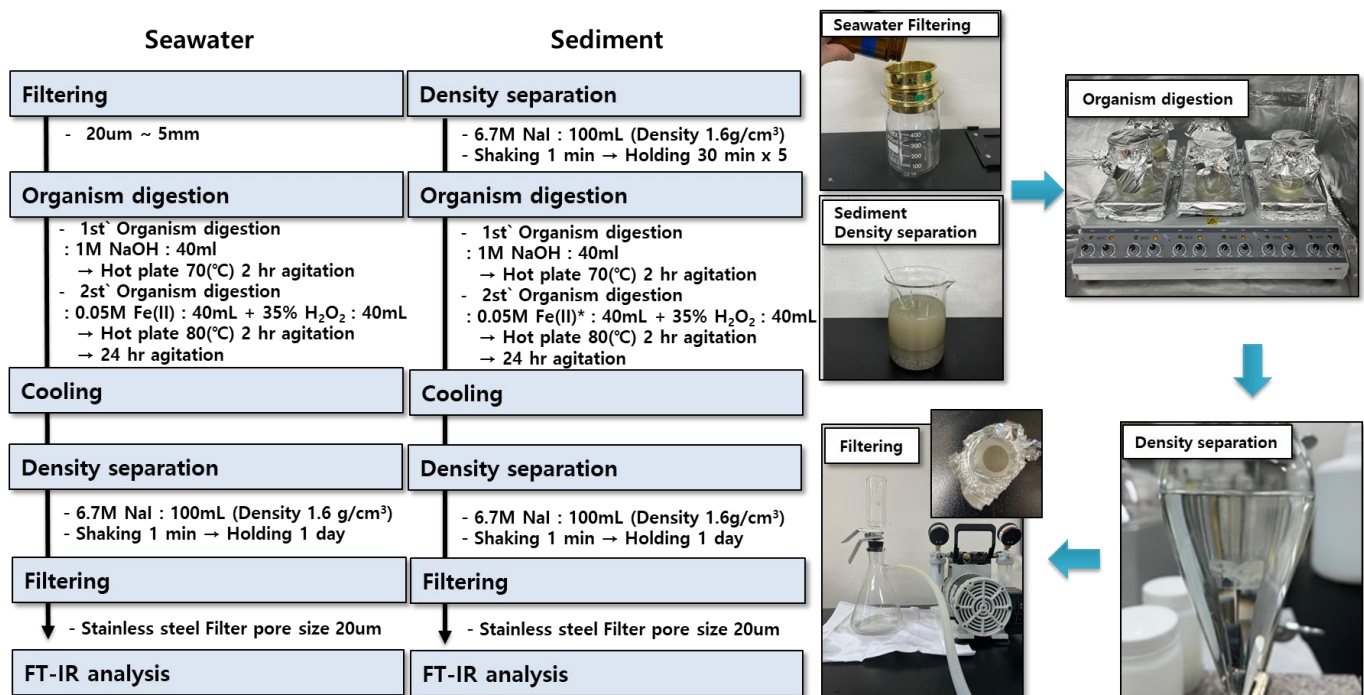 Seawater
Filtering
- 20um ~ 5mm
Organism digestion
- 1st` Organism digestion
: 1M NaOH : 40ml
→ Hot plate 70(℃) 2 hr agitation
- 2st` Organism digestion
: 0.05M Fe(II) : 40mL + 35% H₂O₂ : 40mL
→ Hot plate 80(℃) 2 hr agitation
→ 24 hr agitation
Cooling
Density separation
- 6.7M NaI : 100mL (Density 1.6 g/cm³)
- Shaking 1 min → Holding 1 day
Filtering
- Stainless steel Filter pore size 20um
FT-IR analysis
Sediment
Density separation
- 6.7M NaI : 100mL (Density 1.6g/cm³)
- Shaking 1 min → Holding 30 min x 5
Organism digestion
- 1st` Organism digestion
: 1M NaOH : 40ml
→ Hot plate 70(℃) 2 hr agitation
- 2st` Organism digestion
: 0.05M Fe(II)* : 40mL + 35% H₂O₂ : 40mL
→ Hot plate 80(℃) 2 hr agitation
→ 24 hr agitation
Cooling
Density separation
- 6.7M NaI : 100mL (Density 1.6g/cm³)
- Shaking 1 min → Holding 1 day
Filtering
- Stainless steel Filter pore size 20um
FT-IR analysis
Seawater Filtering
400
300
200
100
Sediment
Density separation
Organism digestion
Density separation
Filtering